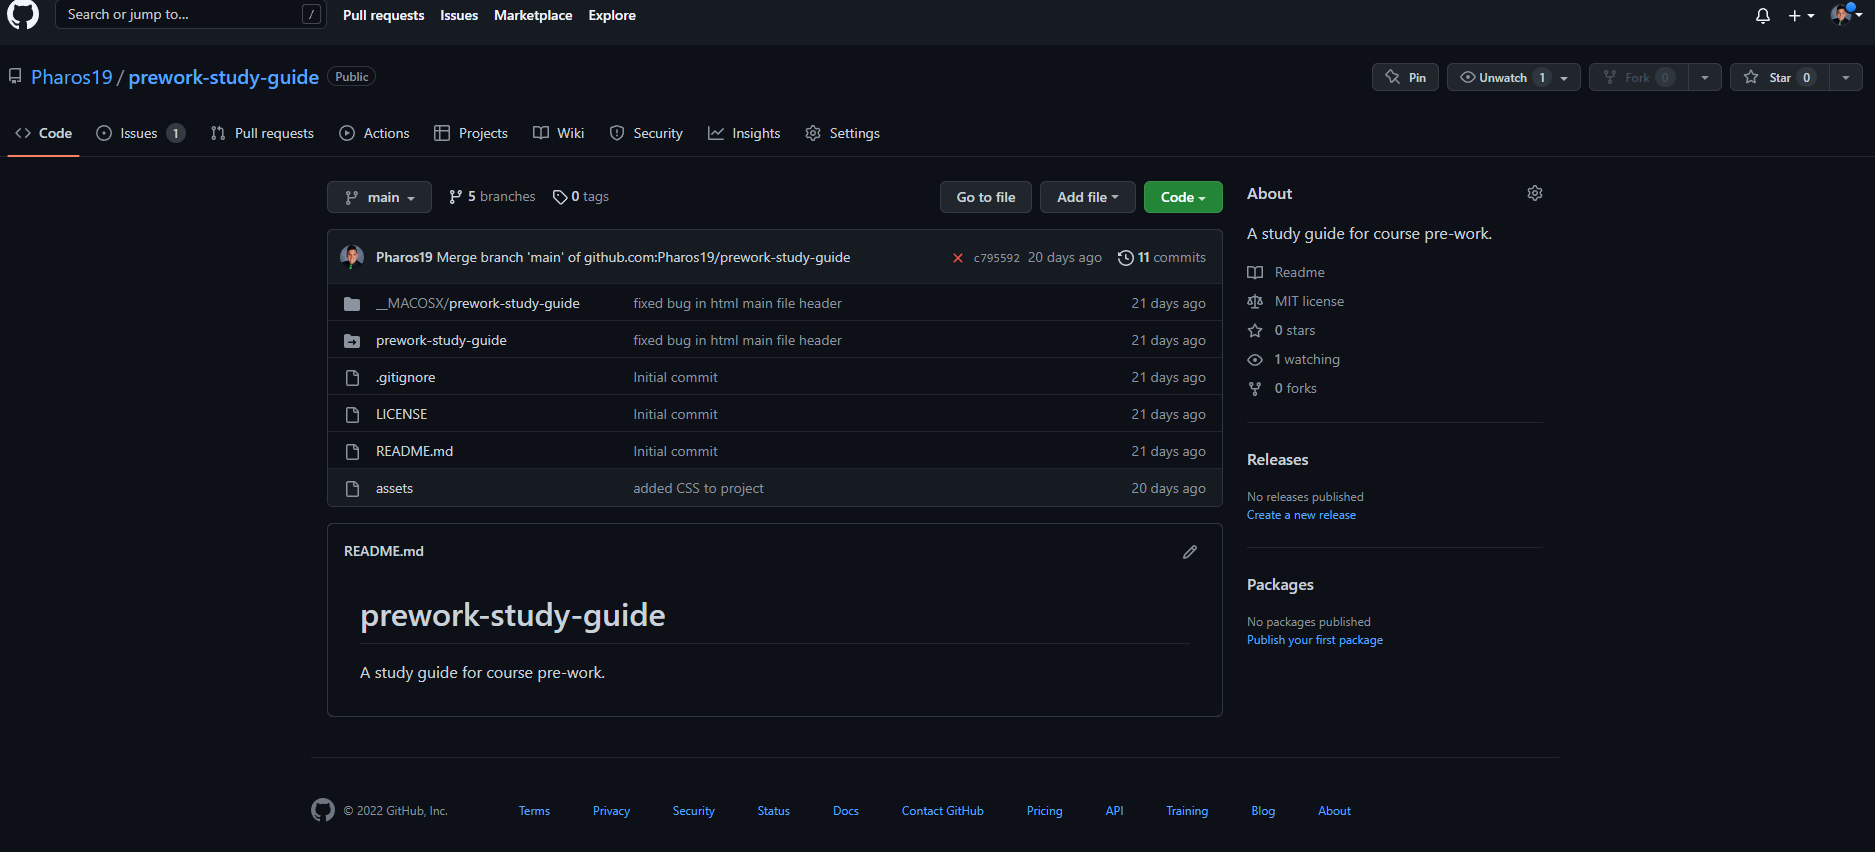 Search or jump to... /
Pull requests Issues Marketplace Explore
Pharos19 / prework-study-guide Public
Pin Unwatch 1 Fork 0 Star 0
Code Issues 1 Pull requests Actions Projects Wiki Security Insights Settings
main 5 branches 0 tags Go to file Add file Code
Pharos19 Merge branch 'main' of github.com:Pharos19/prework-study-guide c795592 20 days ago 11 commits
__MACOSX/prework-study-guide fixed bug in html main file header 21 days ago
prework-study-guide fixed bug in html main file header 21 days ago
.gitignore Initial commit 21 days ago
LICENSE Initial commit 21 days ago
README.md Initial commit 21 days ago
assets added CSS to project 20 days ago
README.md
prework-study-guide
A study guide for course pre-work.
About
A study guide for course pre-work.
Readme
MIT license
0 stars
1 watching
0 forks
Releases
No releases published
Create a new release
Packages
No packages published
Publish your first package
© 2022 GitHub, Inc. Terms Privacy Security Status Docs Contact GitHub Pricing API Training Blog About